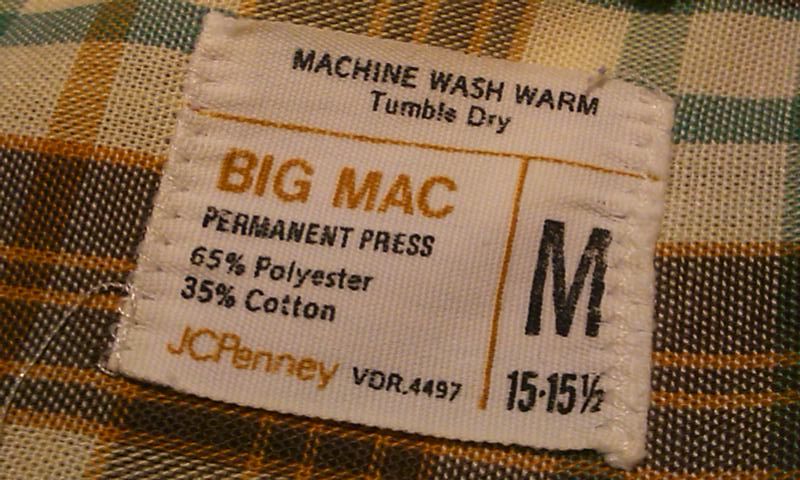 MACHINE WASH WARM
Tumble Dry
BIG MAC
PERMANENT PRESS
65% Polyester
35% Cotton
JCPenney VDR.4497
M
15·15½